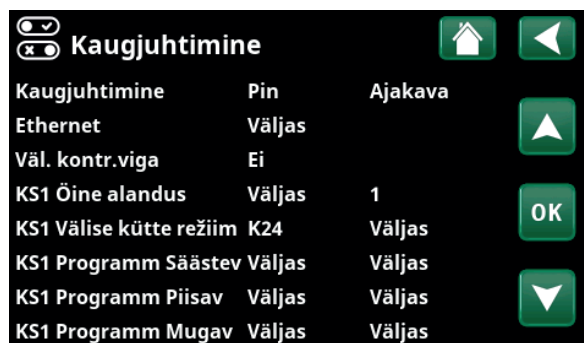 Kaugjuhtimine
Kaugjuhtimine Pin Ajakava
Ethernet Väljas
Väl. kontr.viga Ei
KS1 Öine alandus Väljas 1
OK
KS1 Välise kütte režiim K24 Väljas
KS1 Programm Säästev Väljas Väljas
KS1 Programm Piisav Väljas Väljas
KS1 Programm Mugav Väljas Väljas